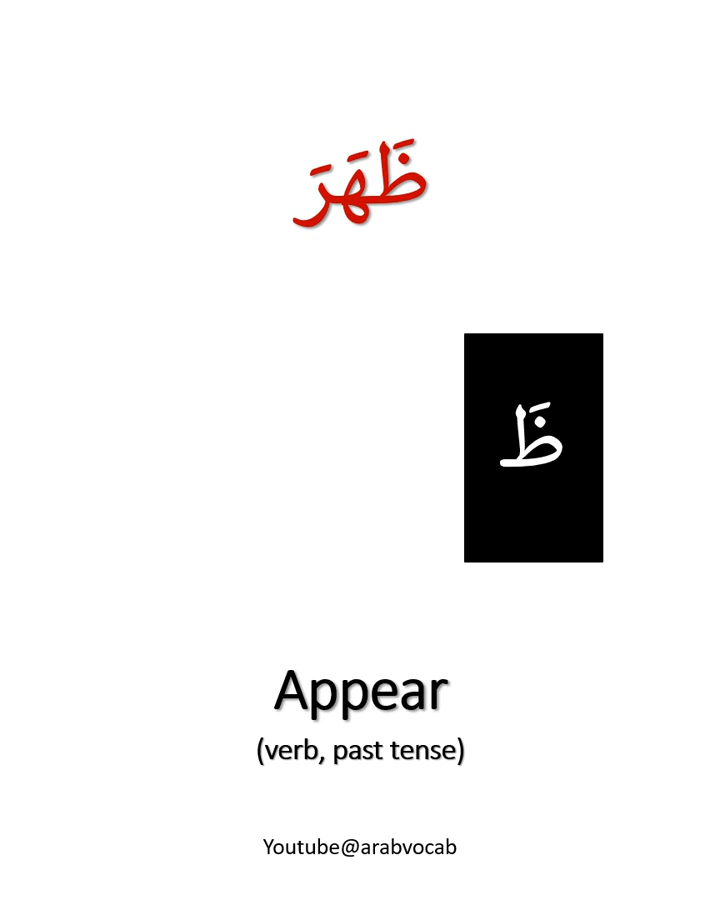 ظَهَرَ
ظَ
Appear
(verb, past tense)
Youtube@arabvocab